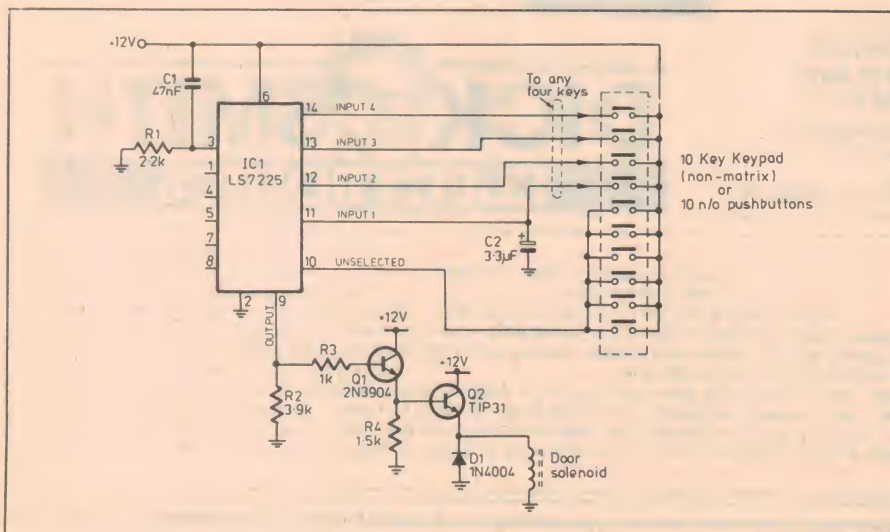 +12V
C1
47nF
R1
2·2k
3
1
4
5
7
8
6
IC1
LS7225
14 INPUT 4
13 INPUT 3
12 INPUT 2
11 INPUT 1
10 UNSELECTED
2
9
OUTPUT
To any
four keys
10 Key Keypad
(non-matrix)
or
10 n/o pushbuttons
+
C2
3·3µF
R2
3·9k
R3
1k
+12V
Q1
2N3904
R4
1·5k
+12V
Q2
TIP31
D1
1N4004
Door
solenoid